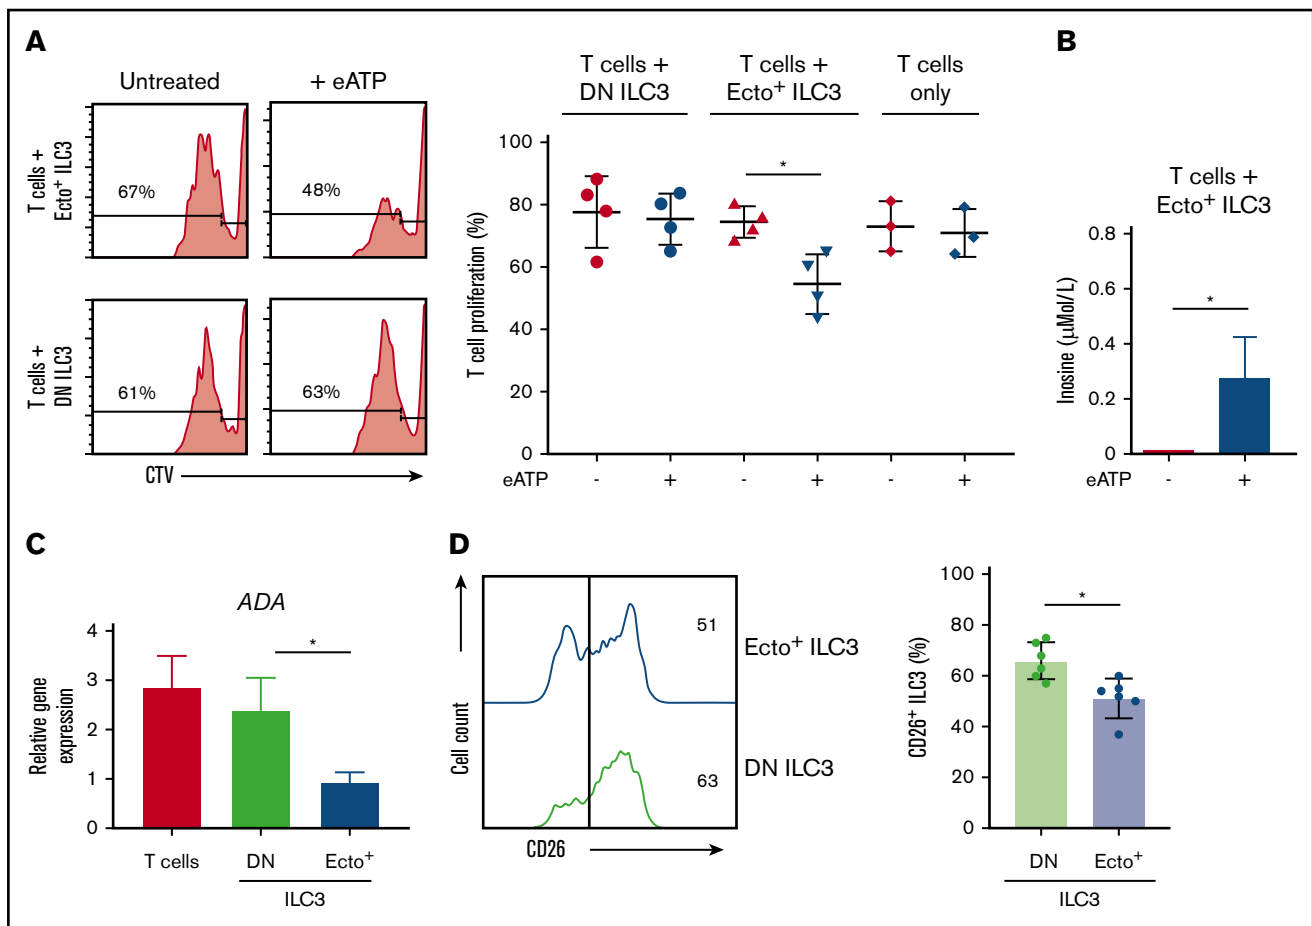 A
Untreated
+ eATP
T cells +
Ecto+ ILC3
67%
48%
T cells +
DN ILC3
61%
63%
CTV
T cells +
DN ILC3
T cells +
Ecto+ ILC3
T cells
only
T cell proliferation (%)
100
80
60
40
20
0
*
eATP - + - + - +
B
T cells +
Ecto+ ILC3
Inosine (µMol/L)
0.8
0.6
0.4
0.2
0
*
eATP - +
C
ADA
Relative gene
expression
4
3
2
1
0
*
T cells DN Ecto+
ILC3
D
Cell count
51
Ecto+ ILC3
63
DN ILC3
CD26
CD26+ ILC3 (%)
100
80
60
40
20
0
*
DN Ecto+
ILC3